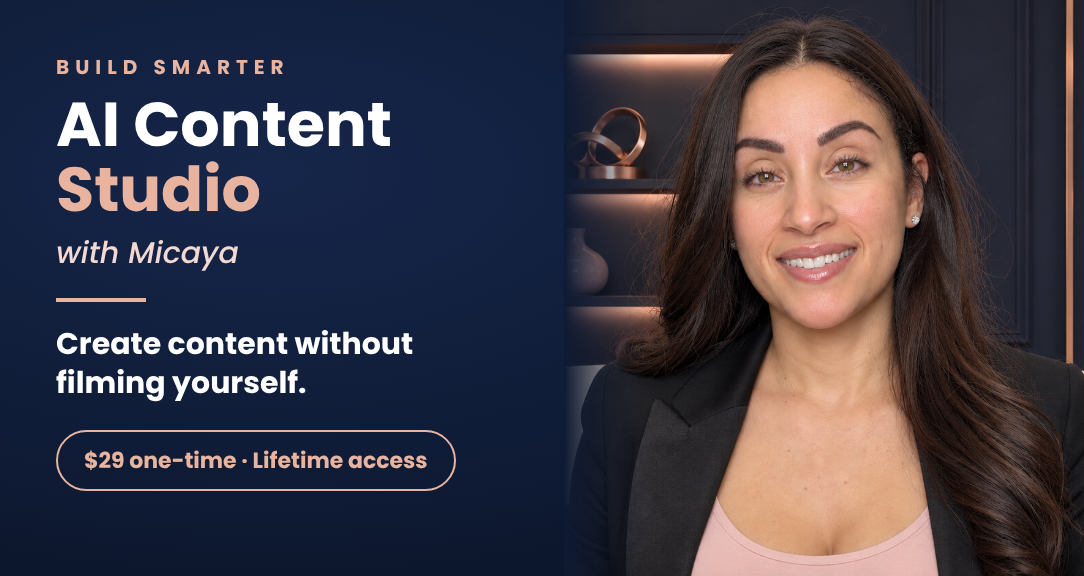 BUILD SMARTER
AI Content
Studio
with Micaya
Create content without
filming yourself.
$29 one-time · Lifetime access